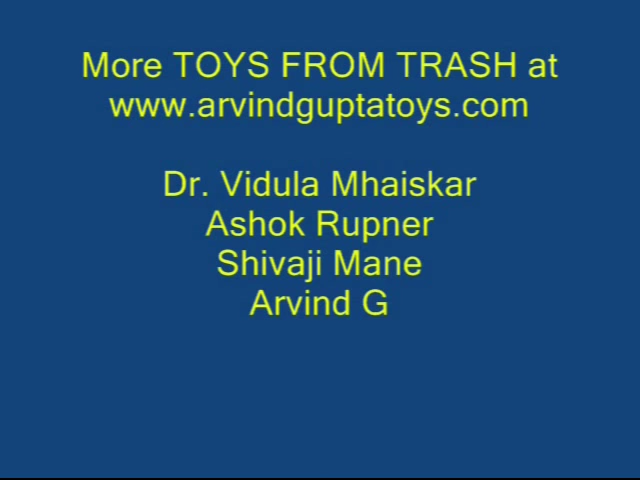 More TOYS FROM TRASH at
www.arvindguptatoys.com
Dr. Vidula Mhaiskar
Ashok Rupner
Shivaji Mane
Arvind G